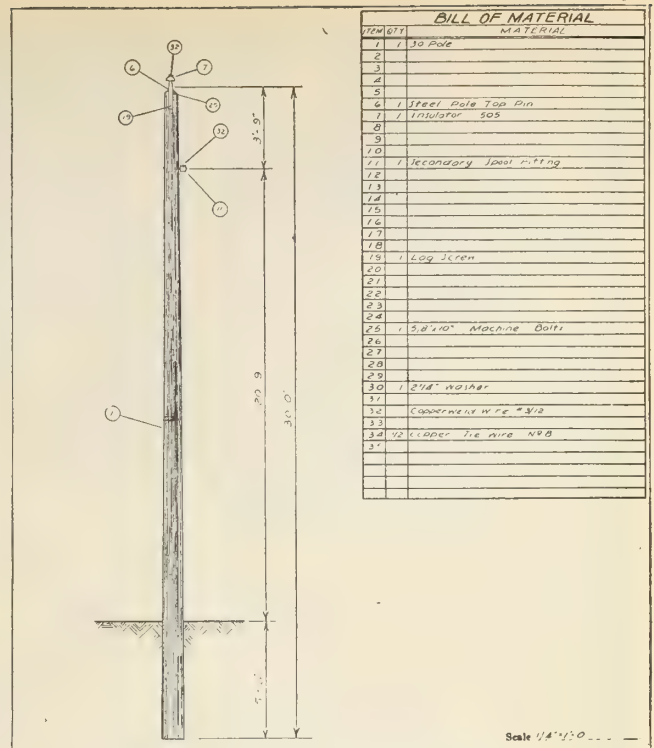 BILL OF MATERIAL
ITEM QTY MATERIAL
1 1 30 Pole
2
3
4
5
6 1 Steel Pole Top Pin
7 1 Insulator 505
8
9
10
11 1 Secondary Spool Fitting
12
13
14
15
16
17
18
19 1 Lag Screw
20
21
22
23
24
25 1 5/8"x10" Machine Bolts
26
27
28
29
30 1 2"1/4" Washer
31
32 Copperweld Wire #3/12
33
34 1/2 Copper Tie Wire No 8
32
7
6
25
19
32
3'-9"
11
30'0"
1
Scale